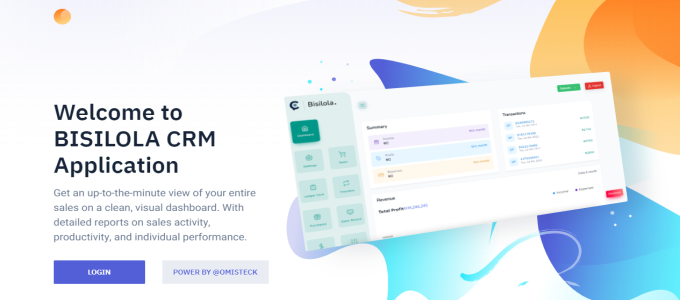 Welcome to
BISILOLA CRM
Application
Get an up-to-the-minute view of your entire
sales on a clean, visual dashboard. With
detailed reports on sales activity,
productivity, and individual performance.
LOGIN
POWER BY @OMISTECK
Bisilola.
Summary
Transactions
Revenue
Total Profit